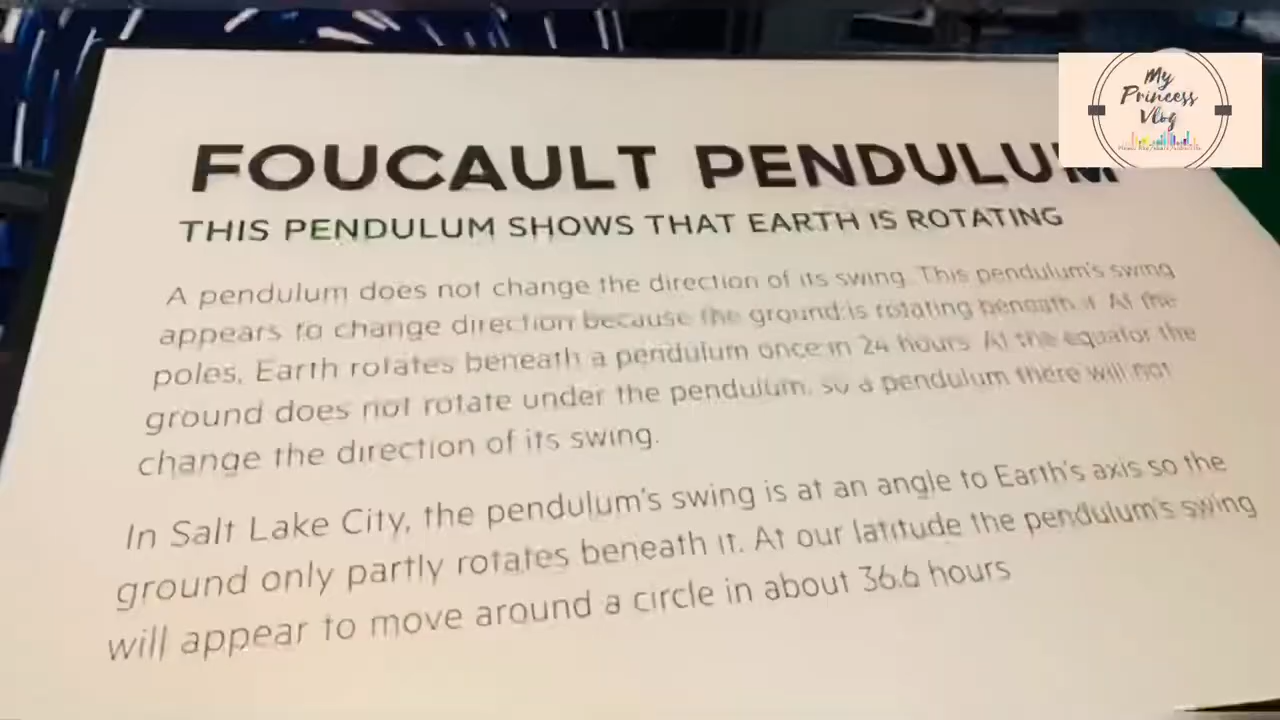 My
Princess
Vlog
FOUCAULT PENDULUM
THIS PENDULUM SHOWS THAT EARTH IS ROTATING
A pendulum does not change the direction of its swing. This pendulum's swing
appears to change direction because the ground is rotating beneath it. At the
poles, Earth rotates beneath a pendulum once in 24 hours. At the equator the
ground does not rotate under the pendulum, so a pendulum there will not
change the direction of its swing.
In Salt Lake City, the pendulum's swing is at an angle to Earth's axis so the
ground only partly rotates beneath it. At our latitude the pendulum's swing
will appear to move around a circle in about 36.6 hours